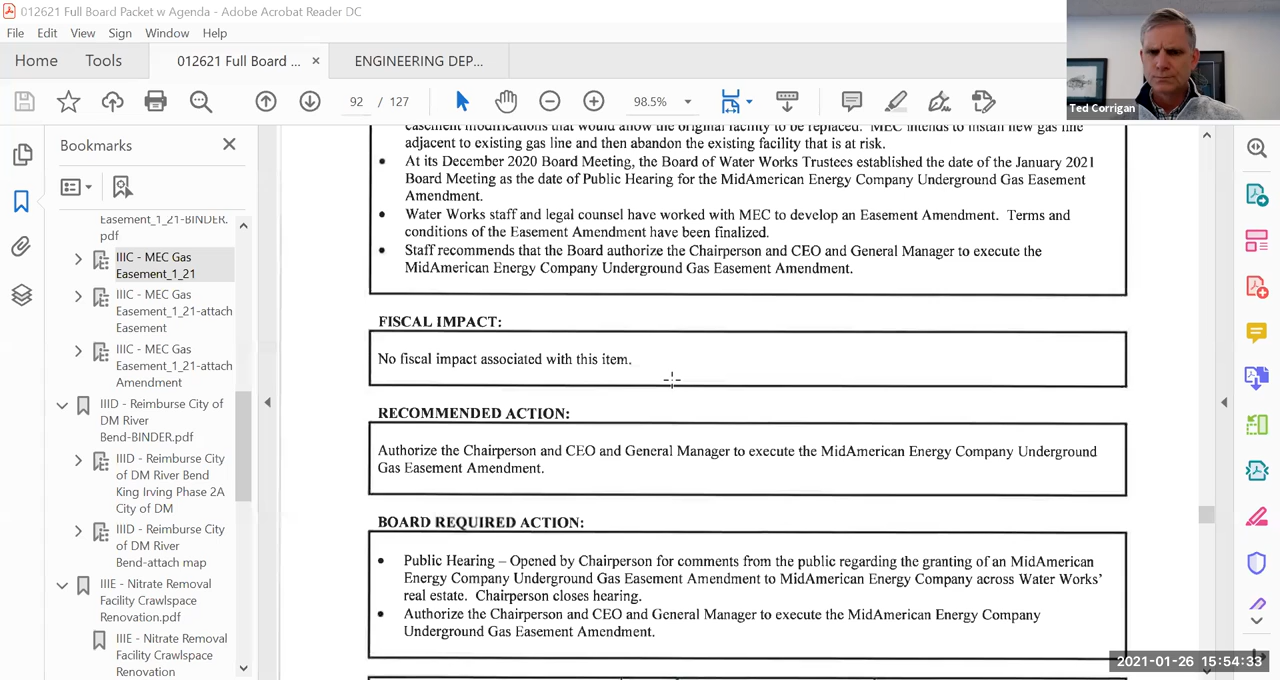 012621 Full Board Packet w Agenda - Adobe Acrobat Reader DC
File Edit View Sign Window Help
Home Tools 012621 Full Board ... × ENGINEERING DEP...
92 / 127 98.5%
Ted Corrigan
Bookmarks
Easement_1_21-BINDER.
pdf
IIIC - MEC Gas
Easement_1_21
IIIC - MEC Gas
Easement_1_21-attach
Easement
IIIC - MEC Gas
Easement_1_21-attach
Amendment
IIID - Reimburse City of
DM River
Bend-BINDER.pdf
IIID - Reimburse City
of DM River Bend
King Irving Phase 2A
City of DM
IIID - Reimburse City
of DM River
Bend-attach map
IIIE - Nitrate Removal
Facility Crawlspace
Renovation.pdf
IIIE - Nitrate Removal
Facility Crawlspace
Renovation
easement modifications that would allow the original facility to be replaced. MEC intends to install new gas line
adjacent to existing gas line and then abandon the existing facility that is at risk.
• At its December 2020 Board Meeting, the Board of Water Works Trustees established the date of the January 2021
Board Meeting as the date of Public Hearing for the MidAmerican Energy Company Underground Gas Easement
Amendment.
• Water Works staff and legal counsel have worked with MEC to develop an Easement Amendment. Terms and
conditions of the Easement Amendment have been finalized.
• Staff recommends that the Board authorize the Chairperson and CEO and General Manager to execute the
MidAmerican Energy Company Underground Gas Easement Amendment.
FISCAL IMPACT:
No fiscal impact associated with this item.
RECOMMENDED ACTION:
Authorize the Chairperson and CEO and General Manager to execute the MidAmerican Energy Company Underground
Gas Easement Amendment.
BOARD REQUIRED ACTION:
• Public Hearing – Opened by Chairperson for comments from the public regarding the granting of an MidAmerican
Energy Company Underground Gas Easement Amendment to MidAmerican Energy Company across Water Works’
real estate. Chairperson closes hearing.
• Authorize the Chairperson and CEO and General Manager to execute the MidAmerican Energy Company
Underground Gas Easement Amendment.
2021-01-26 15:54:33